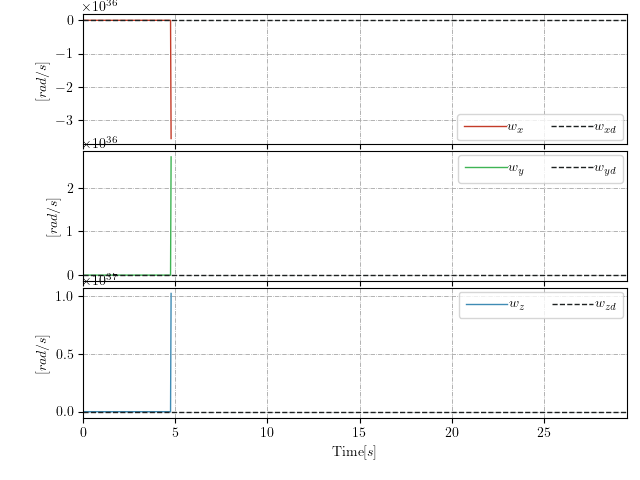 ×10^36
0
−1
−2
−3
[rad/s]
w_x w_xd
×10^36
2
1
0
[rad/s]
w_y w_yd
×10^37
1.0
0.5
0.0
[rad/s]
w_z w_zd
0 5 10 15 20 25
Time[s]